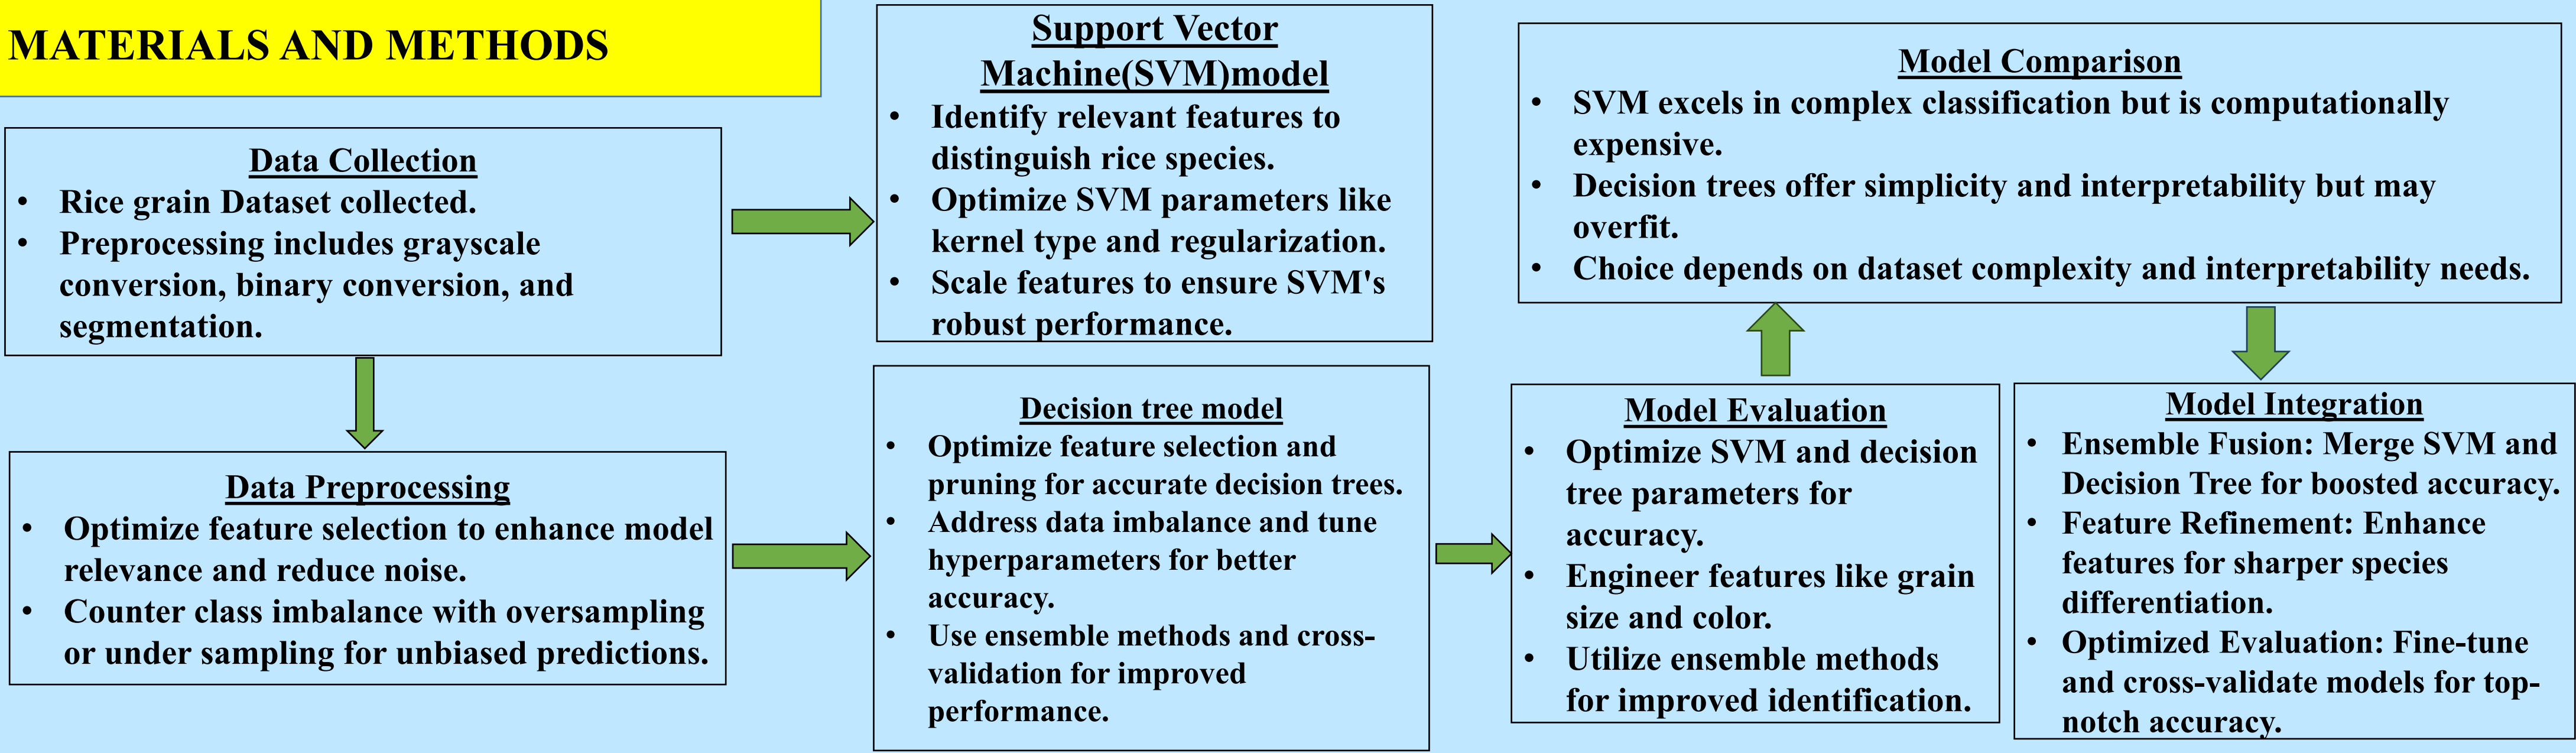 MATERIALS AND METHODS
Data Collection
• Rice grain Dataset collected.
• Preprocessing includes grayscale
conversion, binary conversion, and
segmentation.
Data Preprocessing
• Optimize feature selection to enhance model
relevance and reduce noise.
• Counter class imbalance with oversampling
or under sampling for unbiased predictions.
Support Vector
Machine(SVM)model
• Identify relevant features to
distinguish rice species.
• Optimize SVM parameters like
kernel type and regularization.
• Scale features to ensure SVM's
robust performance.
Decision tree model
• Optimize feature selection and
pruning for accurate decision trees.
• Address data imbalance and tune
hyperparameters for better
accuracy.
• Use ensemble methods and cross-
validation for improved
performance.
Model Evaluation
• Optimize SVM and decision
tree parameters for
accuracy.
• Engineer features like grain
size and color.
• Utilize ensemble methods
for improved identification.
Model Comparison
• SVM excels in complex classification but is computationally
expensive.
• Decision trees offer simplicity and interpretability but may
overfit.
• Choice depends on dataset complexity and interpretability needs.
Model Integration
• Ensemble Fusion: Merge SVM and
Decision Tree for boosted accuracy.
• Feature Refinement: Enhance
features for sharper species
differentiation.
• Optimized Evaluation: Fine-tune
and cross-validate models for top-
notch accuracy.